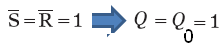 S̅ = R̅ = 1 ➡ Q = Q₀ = 1